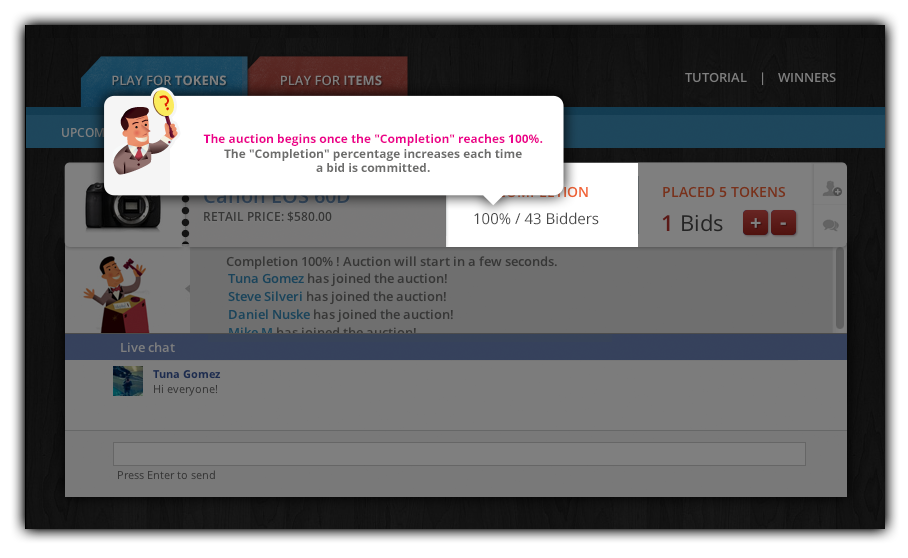 PLAY FOR TOKENS
PLAY FOR ITEMS
TUTORIAL | WINNERS
UPCOM
?
The auction begins once the "Completion" reaches 100%.
The "Completion" percentage increases each time
a bid is committed.
Canon EOS 60D
RETAIL PRICE: $580.00
COMPLETION
100% / 43 Bidders
PLACED 5 TOKENS
1 Bids + -
Completion 100% ! Auction will start in a few seconds.
Tuna Gomez has joined the auction!
Steve Silveri has joined the auction!
Daniel Nuske has joined the auction!
Mike M has joined the auction!
Live chat
Tuna Gomez
Hi everyone!
Press Enter to send